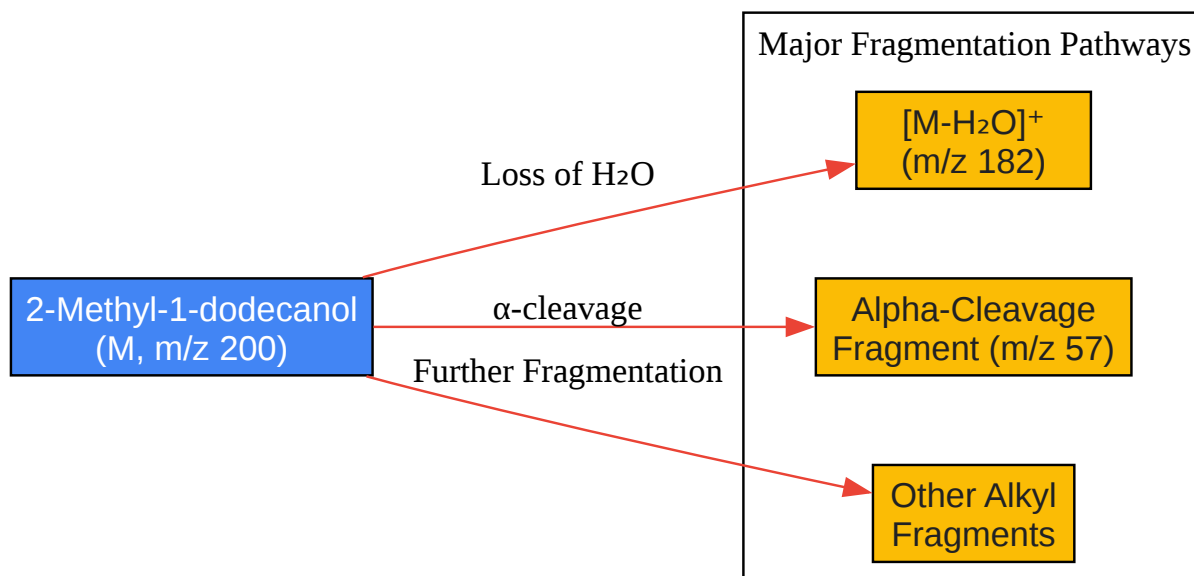 Major Fragmentation Pathways
[M-H₂O]⁺
(m/z 182)
Loss of H₂O
2-Methyl-1-dodecanol
(M, m/z 200)
α-cleavage
Alpha-Cleavage
Fragment (m/z 57)
Further Fragmentation
Other Alkyl
Fragments